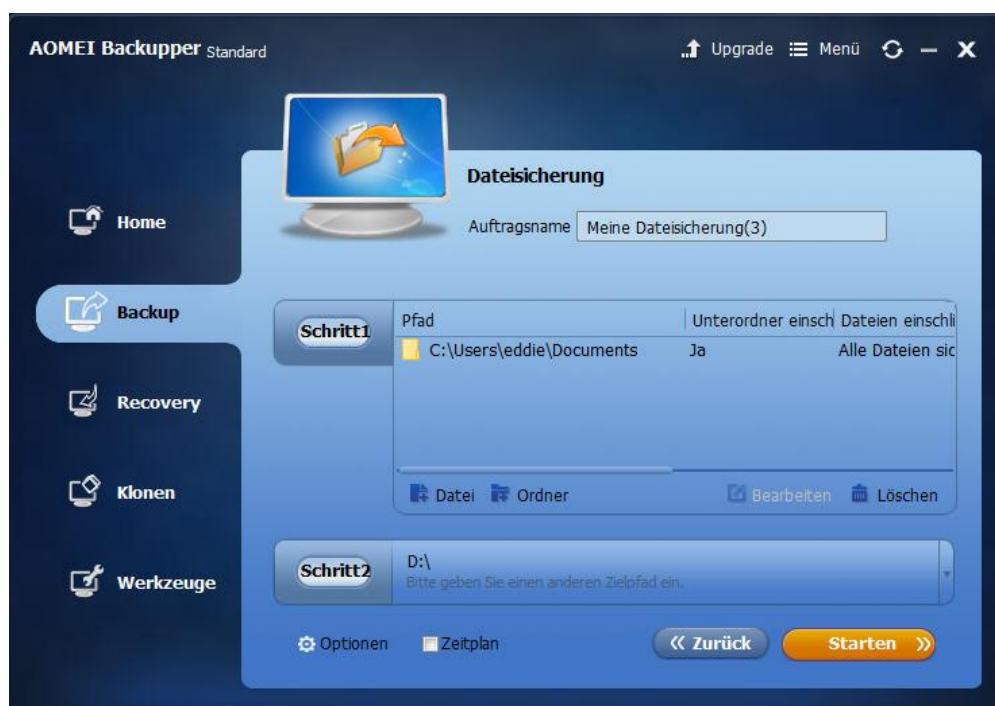 AOMEI Backupper Standard
Upgrade
Menü
Home
Backup
Recovery
Klonen
Werkzeuge
Dateisicherung
Auftragsname Meine Dateisicherung(3)
Schritt1
Pfad Unterordner einsch Dateien einschli
C:\Users\eddie\Documents Ja Alle Dateien sic
Datei Ordner Bearbeiten Löschen
Schritt2
D:\
Bitte geben Sie einen anderen Zielpfad ein.
Optionen Zeitplan Zurück Starten